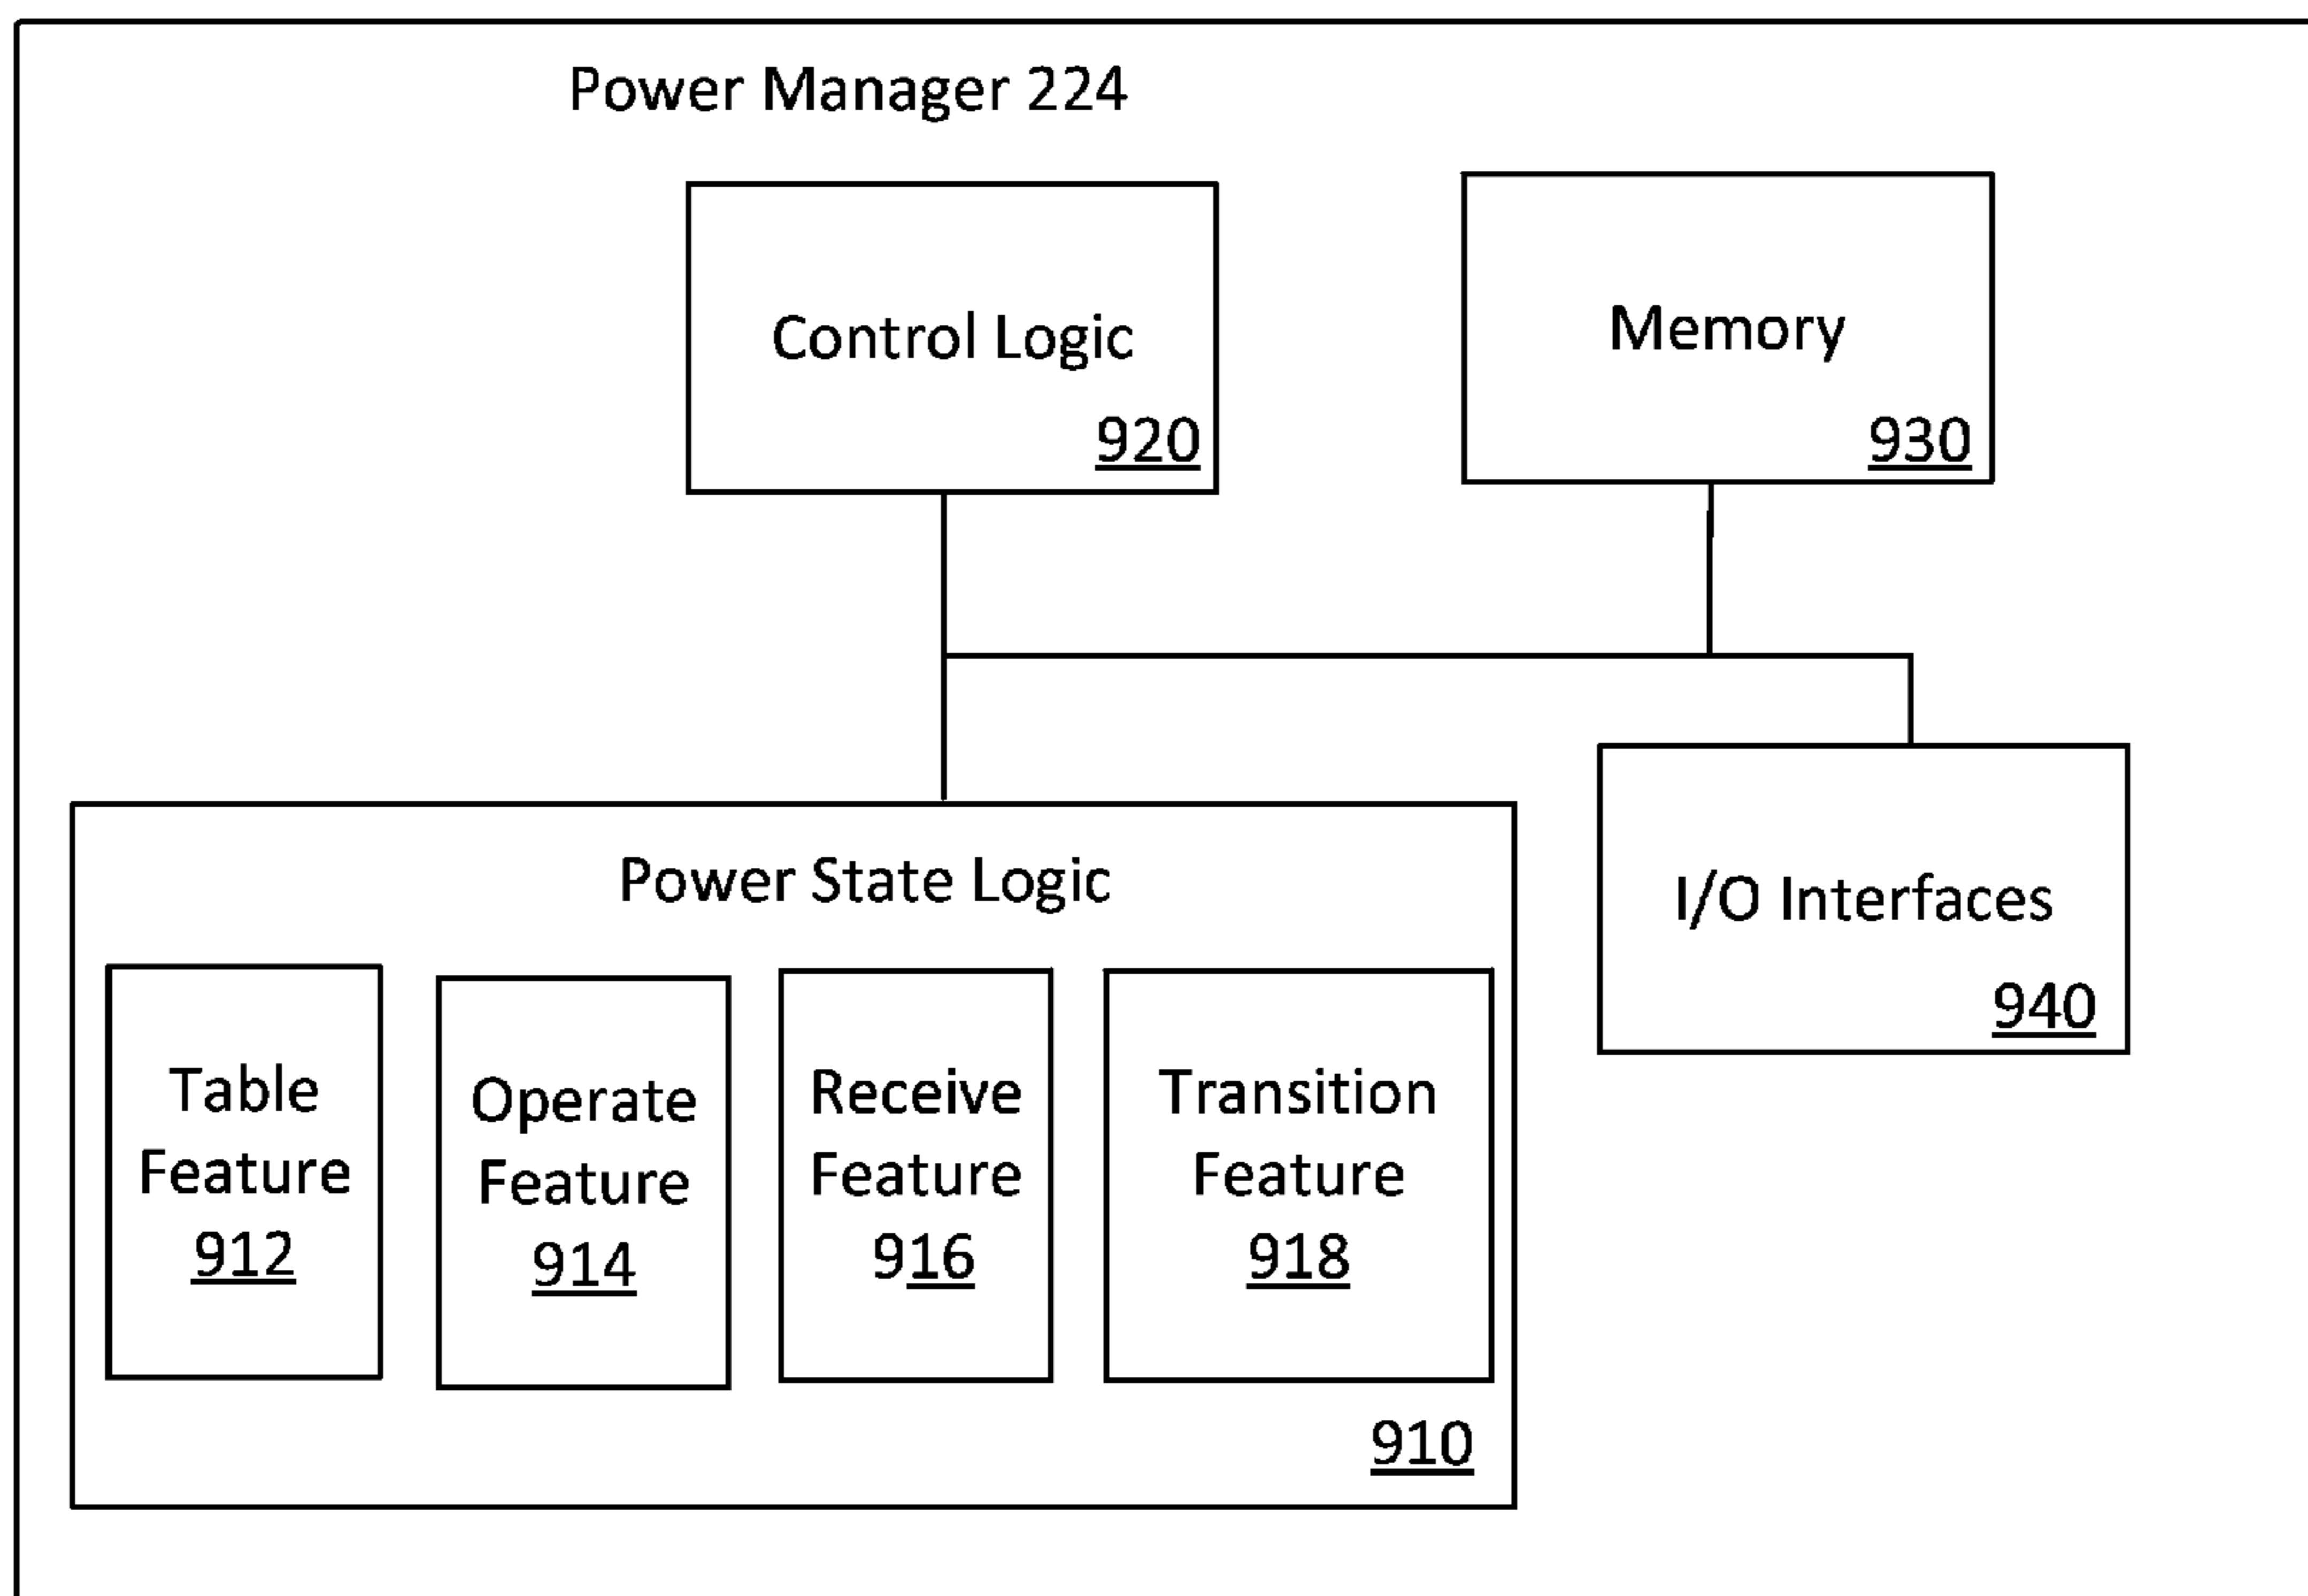 Power Manager 224
Control Logic
920
Memory
930
Power State Logic
Table
Feature
912
Operate
Feature
914
Receive
Feature
916
Transition
Feature
918
910
I/O Interfaces
940